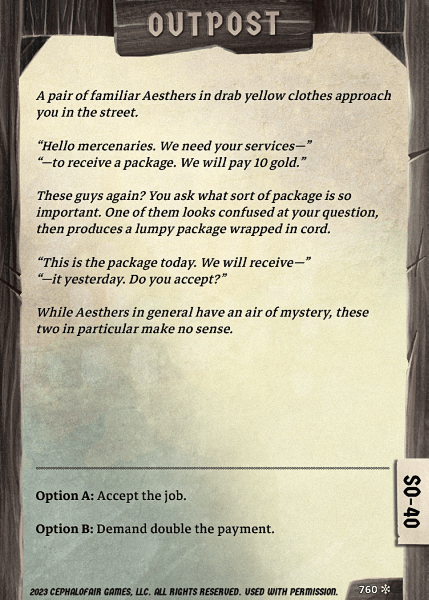 OUTPOST
A pair of familiar Aesthers in drab yellow clothes approach
you in the street.
“Hello mercenaries. We need your services—”
“—to receive a package. We will pay 10 gold.”
These guys again? You ask what sort of package is so
important. One of them looks confused at your question,
then produces a lumpy package wrapped in cord.
“This is the package today. We will receive—”
“—it yesterday. Do you accept?”
While Aesthers in general have an air of mystery, these
two in particular make no sense.
Option A: Accept the job.
Option B: Demand double the payment.
SO-40
2023 CEPHALOFAIR GAMES, LLC. ALL RIGHTS RESERVED. USED WITH PERMISSION.
760